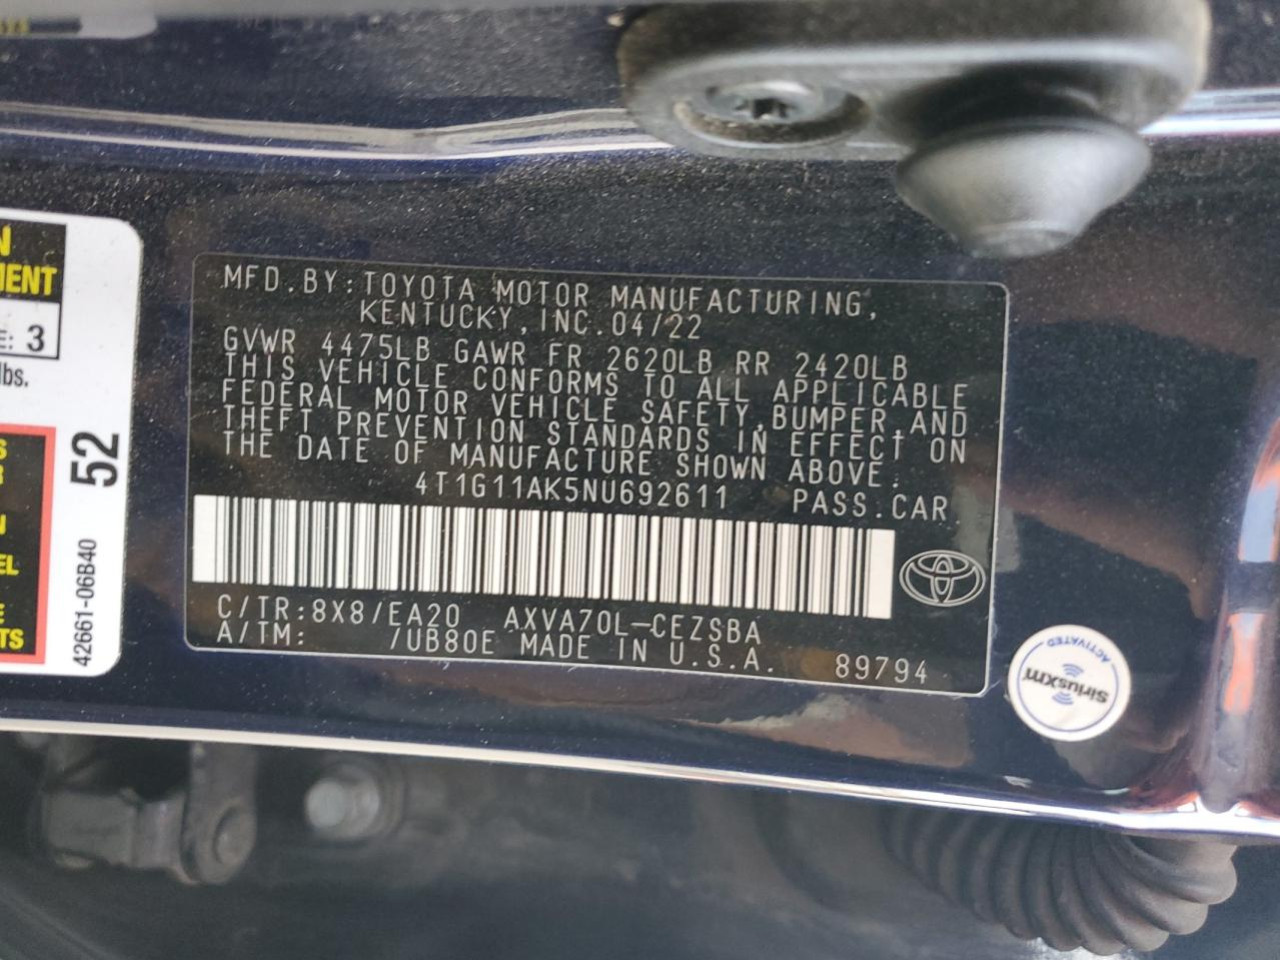 N
MENT
E: 3
lbs.
S
R
N
EL
E
TS
52
42661-06B40
MFD.BY:TOYOTA MOTOR MANUFACTURING,
KENTUCKY,INC.04/22
GVWR 4475LB GAWR FR 2620LB RR 2420LB
THIS VEHICLE CONFORMS TO ALL APPLICABLE
FEDERAL MOTOR VEHICLE SAFETY,BUMPER,AND
THEFT PREVENTION STANDARDS IN EFFECT ON
THE DATE OF MANUFACTURE SHOWN ABOVE.
4T1G11AK5NU692611 PASS.CAR
C/TR:8X8/EA20 AXVA70L-CEZSBA
A/TM: /UB80E MADE IN U.S.A. 89794
siriusxm
ACTIVATED